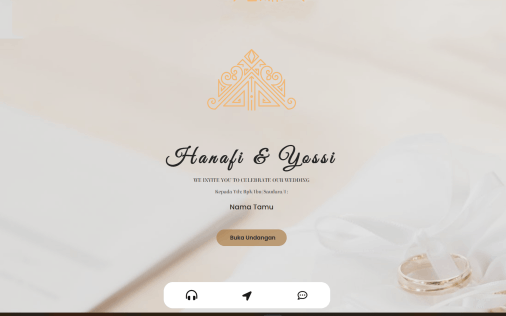 Hanafi & Yossi
WE INVITE YOU TO CELEBRATE OUR WEDDING
Kepada Yth: Bpk/Ibu/Saudara/i :
Nama Tamu
Buka Undangan